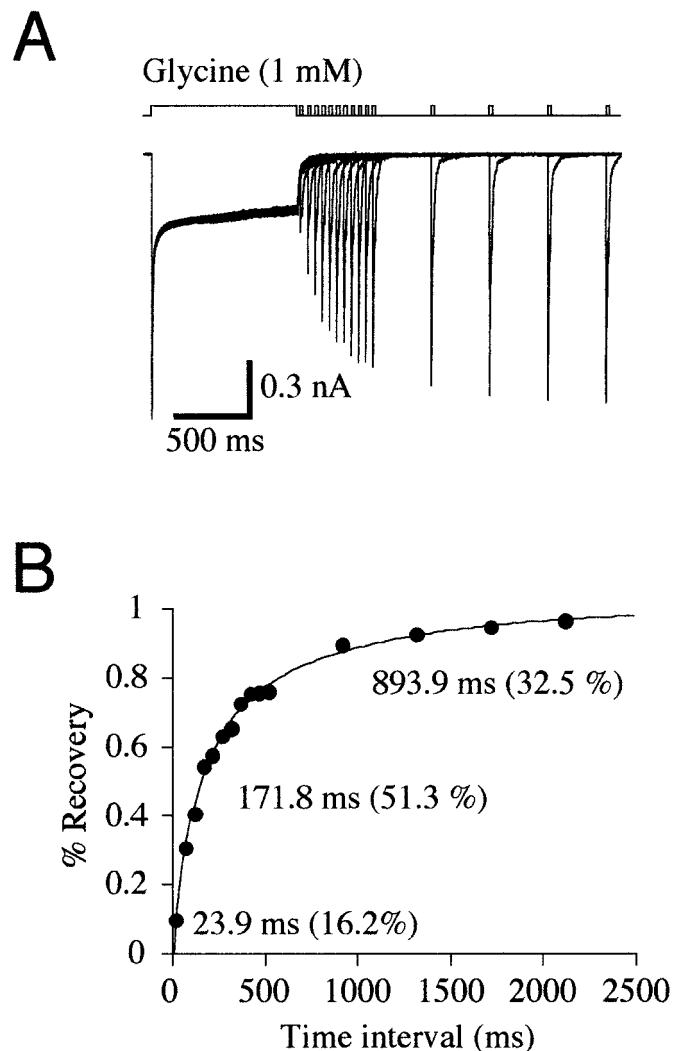 A
Glycine (1 mM)
0.3 nA
500 ms
B
% Recovery
1
0.8
0.6
0.4
0.2
0
893.9 ms (32.5 %)
171.8 ms (51.3 %)
23.9 ms (16.2%)
0 500 1000 1500 2000 2500
Time interval (ms)